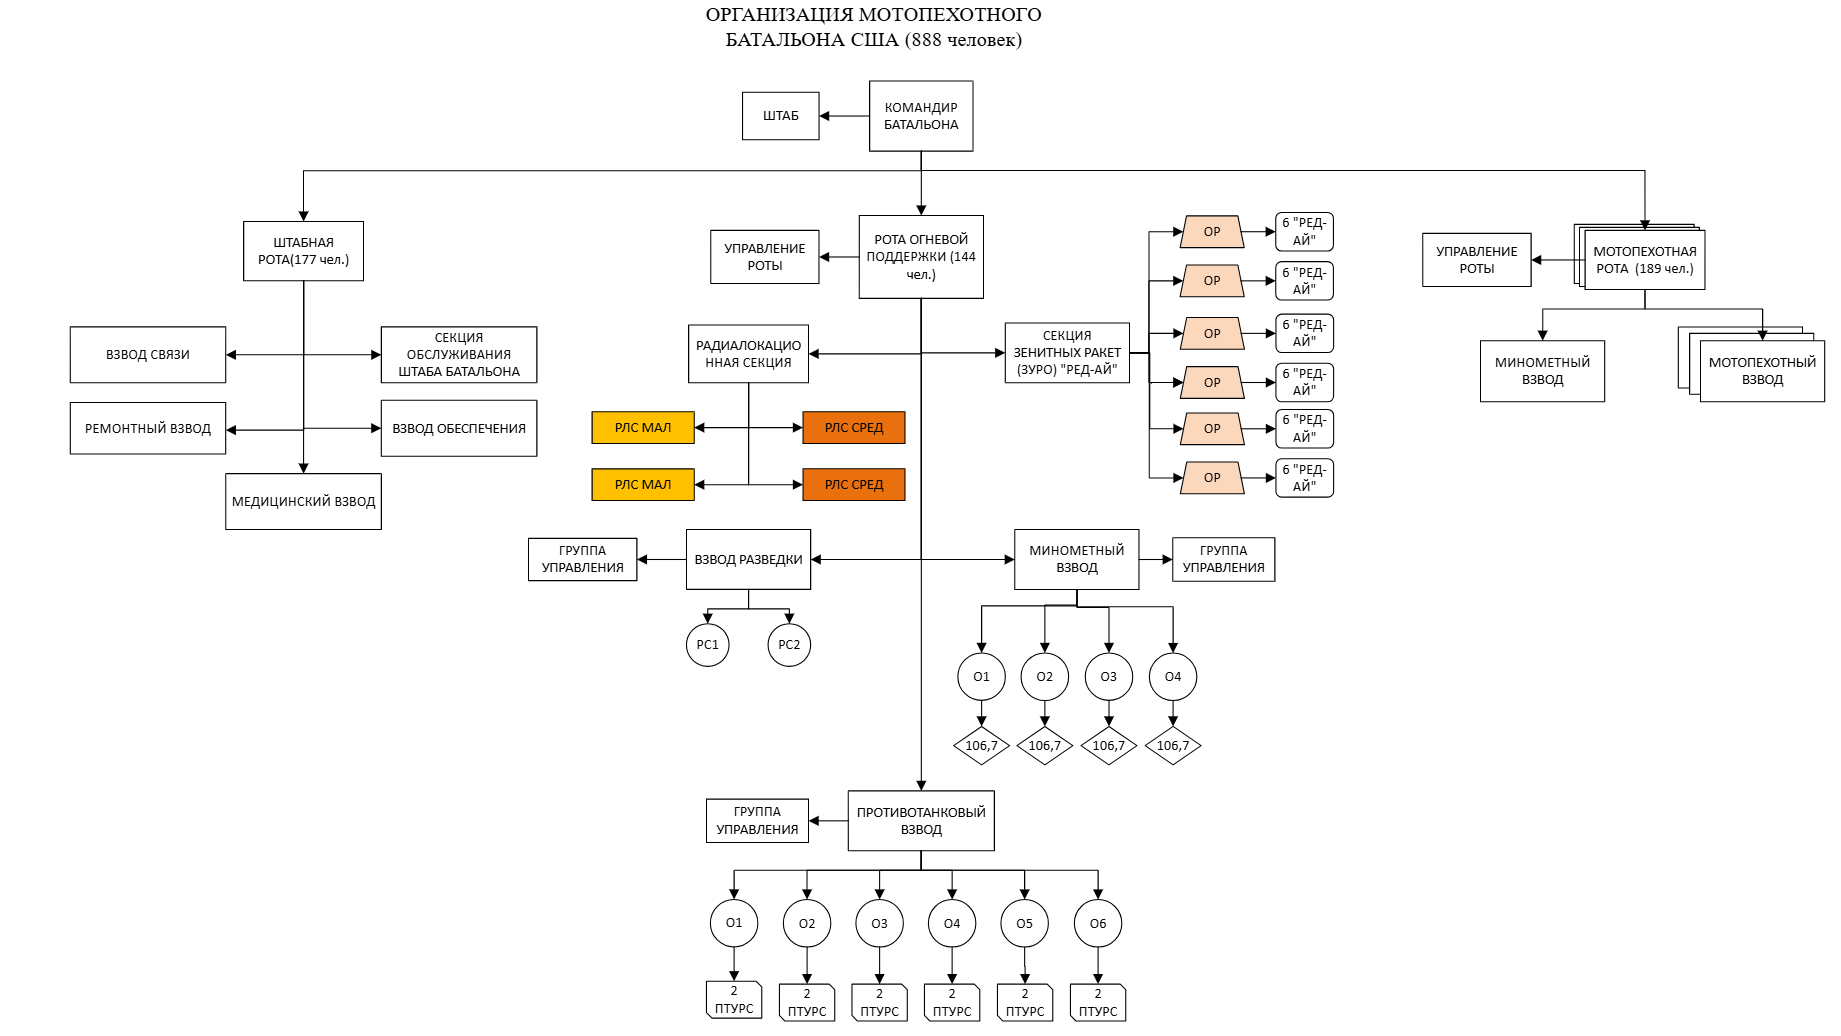 ОРГАНИЗАЦИЯ МОТОПЕХОТНОГО
БАТАЛЬОНА США (888 человек)
ШТАБ
КОМАНДИР
БАТАЛЬОНА
ШТАБНАЯ
РОТА(177 чел.)
ВЗВОД СВЯЗИ
СЕКЦИЯ
ОБСЛУЖИВАНИЯ
ШТАБА БАТАЛЬОНА
РЕМОНТНЫЙ ВЗВОД
ВЗВОД ОБЕСПЕЧЕНИЯ
МЕДИЦИНСКИЙ ВЗВОД
УПРАВЛЕНИЕ
РОТЫ
РОТА ОГНЕВОЙ
ПОДДЕРЖКИ (144
чел.)
РАДИАЛОКАЦИО
ННАЯ СЕКЦИЯ
РЛС МАЛ
РЛС СРЕД
РЛС МАЛ
РЛС СРЕД
СЕКЦИЯ
ЗЕНИТНЫХ РАКЕТ
(ЗУРО) "РЕД-АЙ"
ОР
6 "РЕД-
АЙ"
ОР
6 "РЕД-
АЙ"
ОР
6 "РЕД-
АЙ"
ОР
6 "РЕД-
АЙ"
ОР
6 "РЕД-
АЙ"
ОР
6 "РЕД-
АЙ"
УПРАВЛЕНИЕ
РОТЫ
МОТОПЕХОТНАЯ
РОТА (189 чел.)
МИНОМЕТНЫЙ
ВЗВОД
МОТОПЕХОТНЫЙ
ВЗВОД
ГРУППА
УПРАВЛЕНИЯ
ВЗВОД РАЗВЕДКИ
РС1
РС2
МИНОМЕТНЫЙ
ВЗВОД
ГРУППА
УПРАВЛЕНИЯ
О1
О2
О3
О4
106,7
106,7
106,7
106,7
ГРУППА
УПРАВЛЕНИЯ
ПРОТИВОТАНКОВЫЙ
ВЗВОД
О1
О2
О3
О4
О5
О6
2
ПТУРС
2
ПТУРС
2
ПТУРС
2
ПТУРС
2
ПТУРС
2
ПТУРС